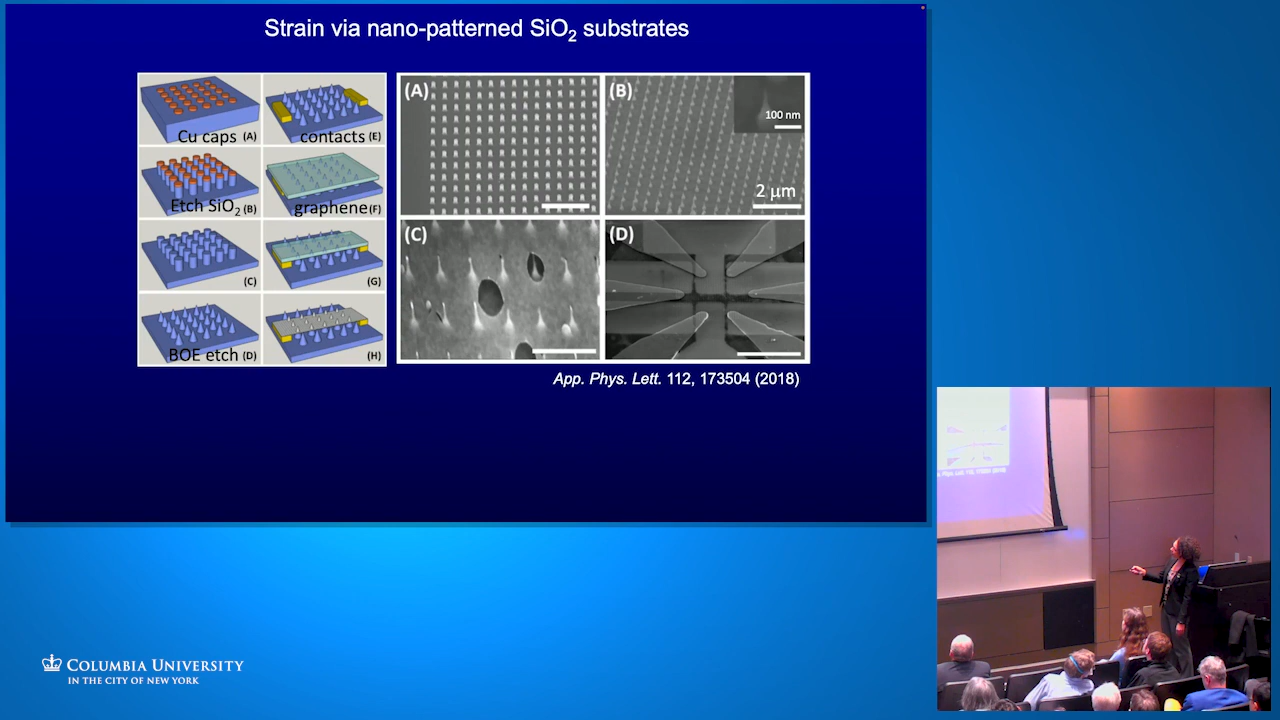 Strain via nano-patterned SiO₂ substrates
Cu caps (A)
contacts (E)
Etch SiO₂ (B)
graphene (F)
(C)
(G)
BOE etch (D)
(H)
(A)
(B)
100 nm
2 μm
(C)
(D)
App. Phys. Lett. 112, 173504 (2018)
COLUMBIA UNIVERSITY
IN THE CITY OF NEW YORK